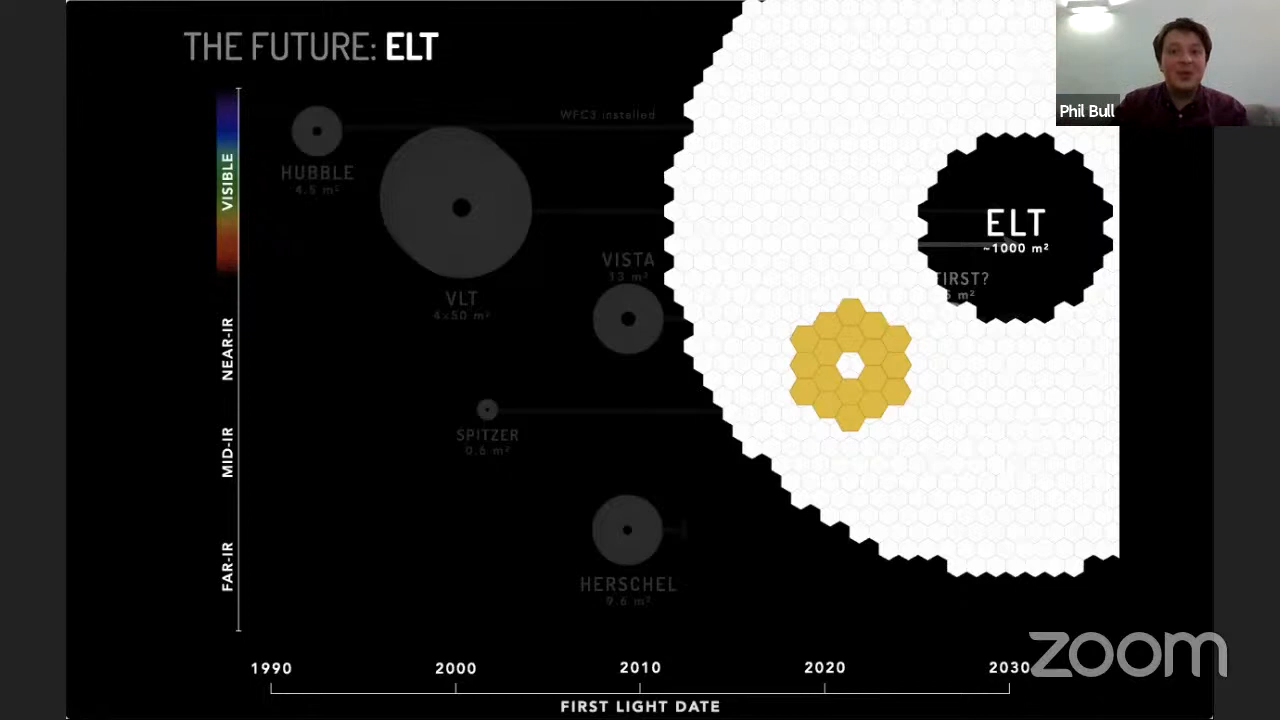 THE FUTURE: ELT
Phil Bull
WFC3 installed
VISIBLE
HUBBLE
4.5 m²
ELT
~1000 m²
VISTA
13 m²
FIRST?
m²
VLT
4×50 m²
NEAR-IR
MID-IR
SPITZER
0.6 m²
FAR-IR
HERSCHEL
9.6 m²
1990 2000 2010 2020 2030
FIRST LIGHT DATE
zoom